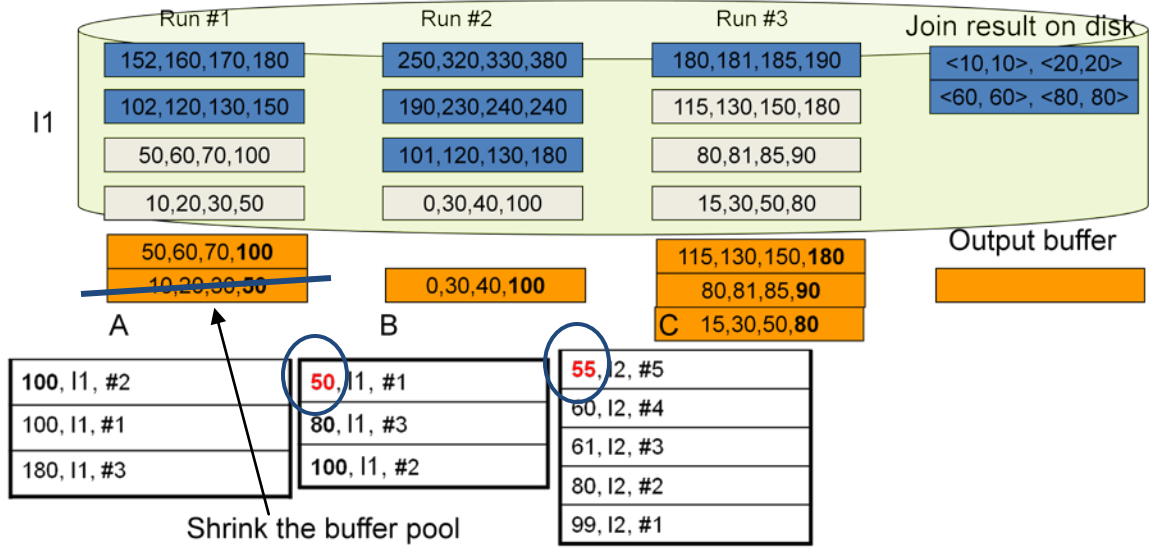 Run #1 Run #2 Run #3
Join result on disk
152,160,170,180 250,320,330,380 180,181,185,190 <10,10>, <20,20>
102,120,130,150 190,230,240,240 115,130,150,180 <60, 60>, <80, 80>
I1
50,60,70,100 101,120,130,180 80,81,85,90
10,20,30,50 0,30,40,100 15,30,50,80
Output buffer
50,60,70,100 115,130,150,180
10,20,30,50 0,30,40,100 80,81,85,90
A B C 15,30,50,80
100, I1, #2
100, I1, #1
180, I1, #3
50, I1, #1
80, I1, #3
100, I1, #2
55, I2, #5
60, I2, #4
61, I2, #3
80, I2, #2
99, I2, #1
Shrink the buffer pool